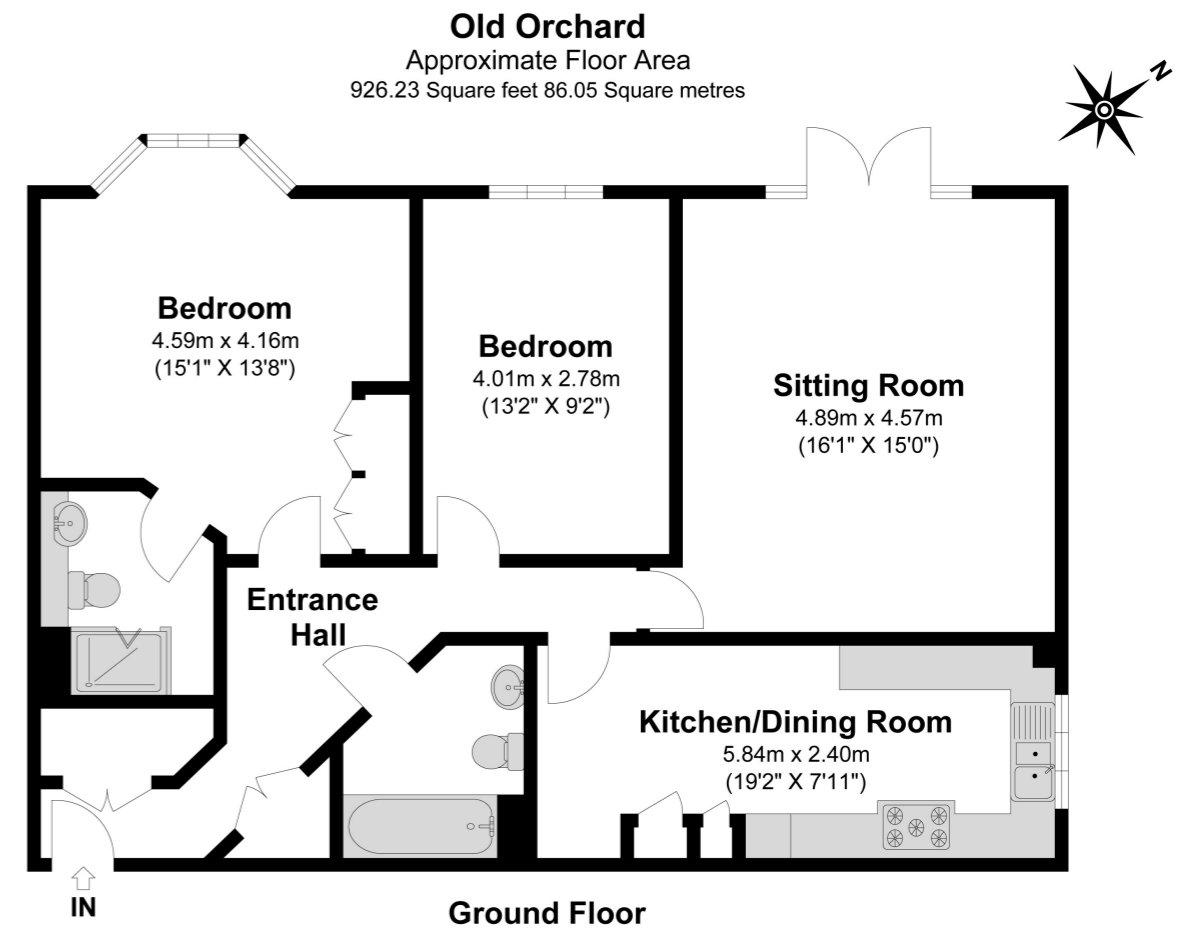 Old Orchard
Approximate Floor Area
926.23 Square feet 86.05 Square metres
N
Bedroom
4.59m x 4.16m
(15'1" X 13'8")
Bedroom
4.01m x 2.78m
(13'2" X 9'2")
Sitting Room
4.89m x 4.57m
(16'1" X 15'0")
Entrance
Hall
Kitchen/Dining Room
5.84m x 2.40m
(19'2" X 7'11")
IN
Ground Floor